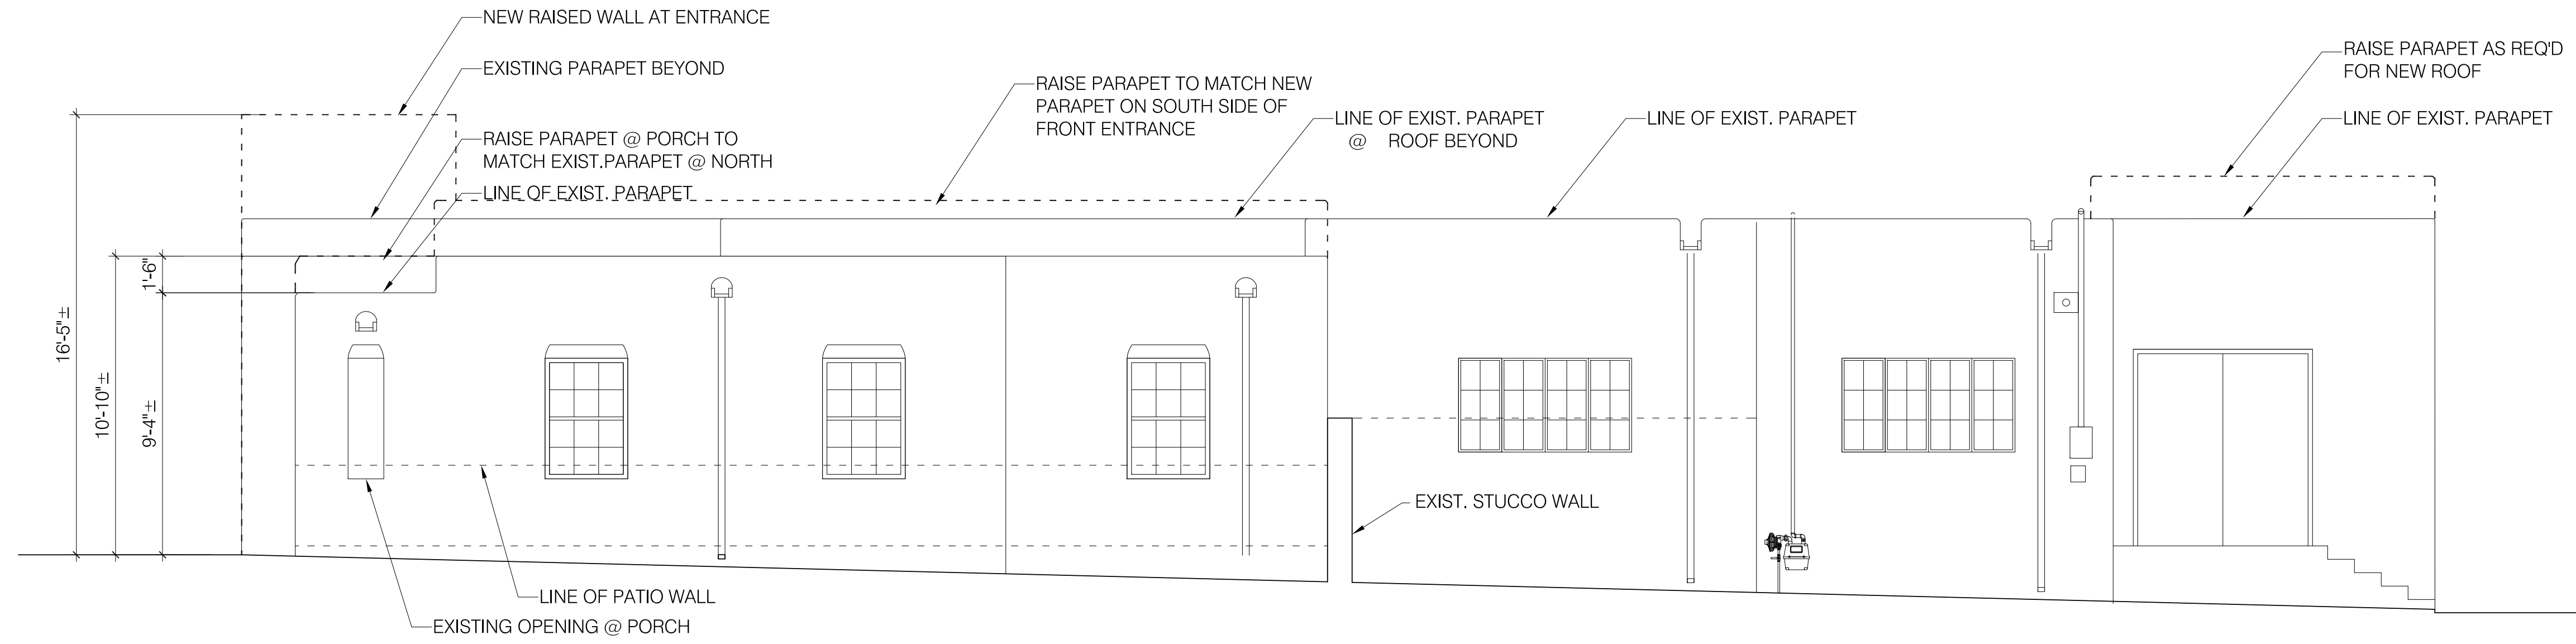 NEW RAISED WALL AT ENTRANCE
EXISTING PARAPET BEYOND
RAISE PARAPET @ PORCH TO
MATCH EXIST.PARAPET @ NORTH
LINE OF EXIST. PARAPET
RAISE PARAPET TO MATCH NEW
PARAPET ON SOUTH SIDE OF
FRONT ENTRANCE
LINE OF EXIST. PARAPET
@ ROOF BEYOND
LINE OF EXIST. PARAPET
RAISE PARAPET AS REQ'D
FOR NEW ROOF
LINE OF EXIST. PARAPET
16'-5"±
10'-10"±
1'-6"
9'-4"±
EXIST. STUCCO WALL
LINE OF PATIO WALL
EXISTING OPENING @ PORCH